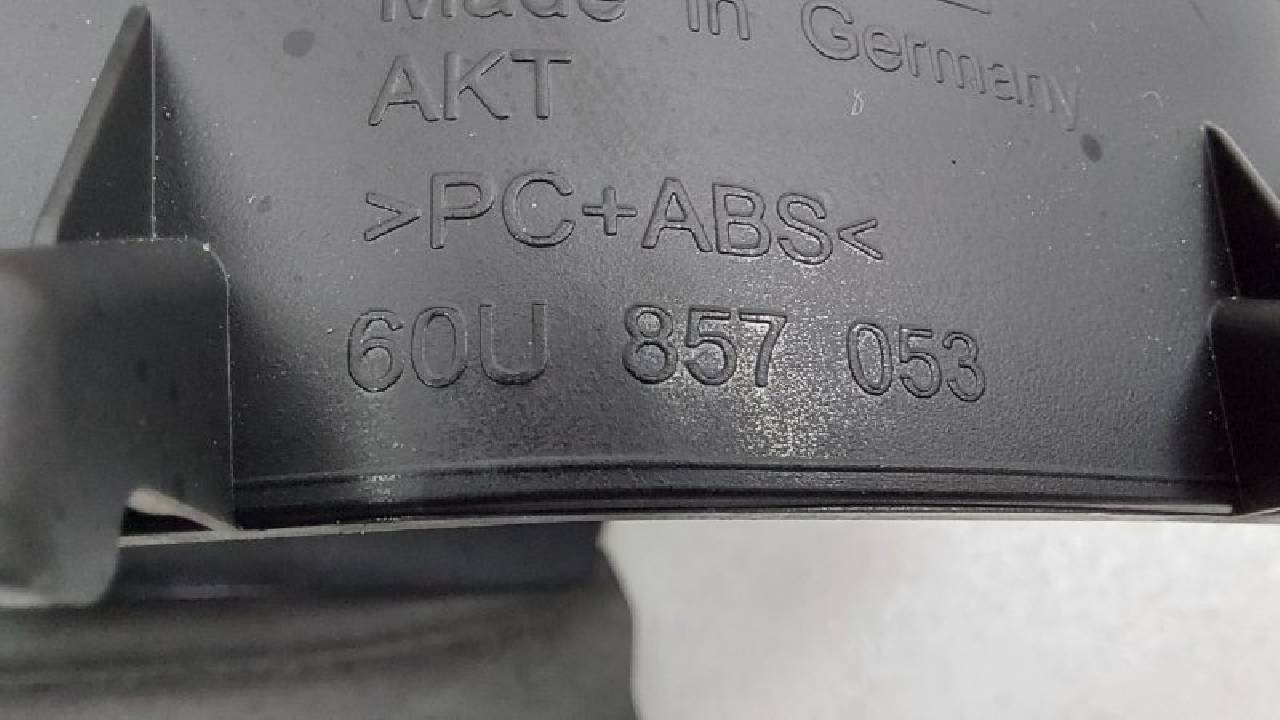 Made in Germany
AKT
>PC+ABS<
60U 857 053